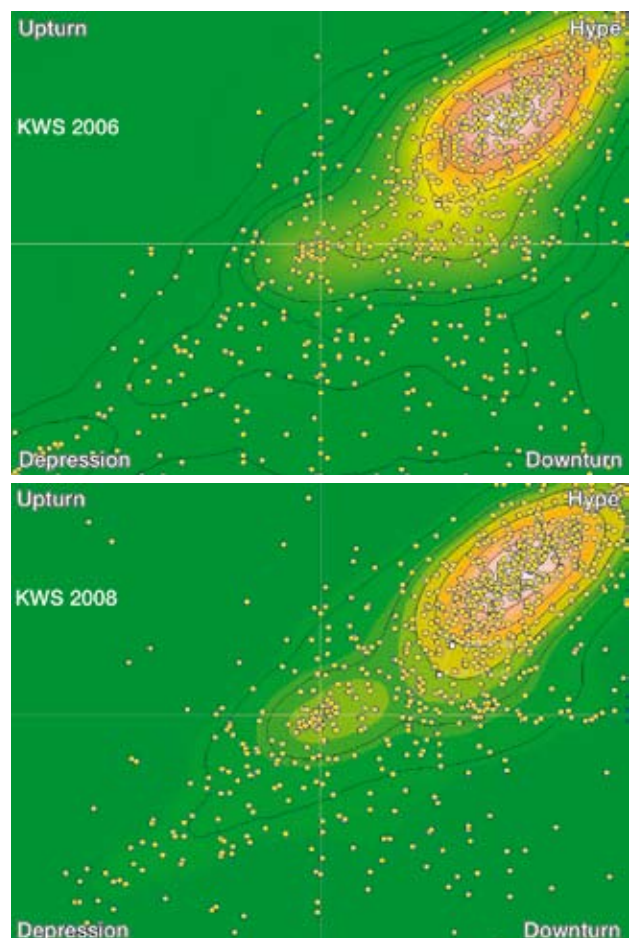 Upturn Hype
KWS 2006
Depression Downturn
Upturn Hype
KWS 2008
Depression Downturn